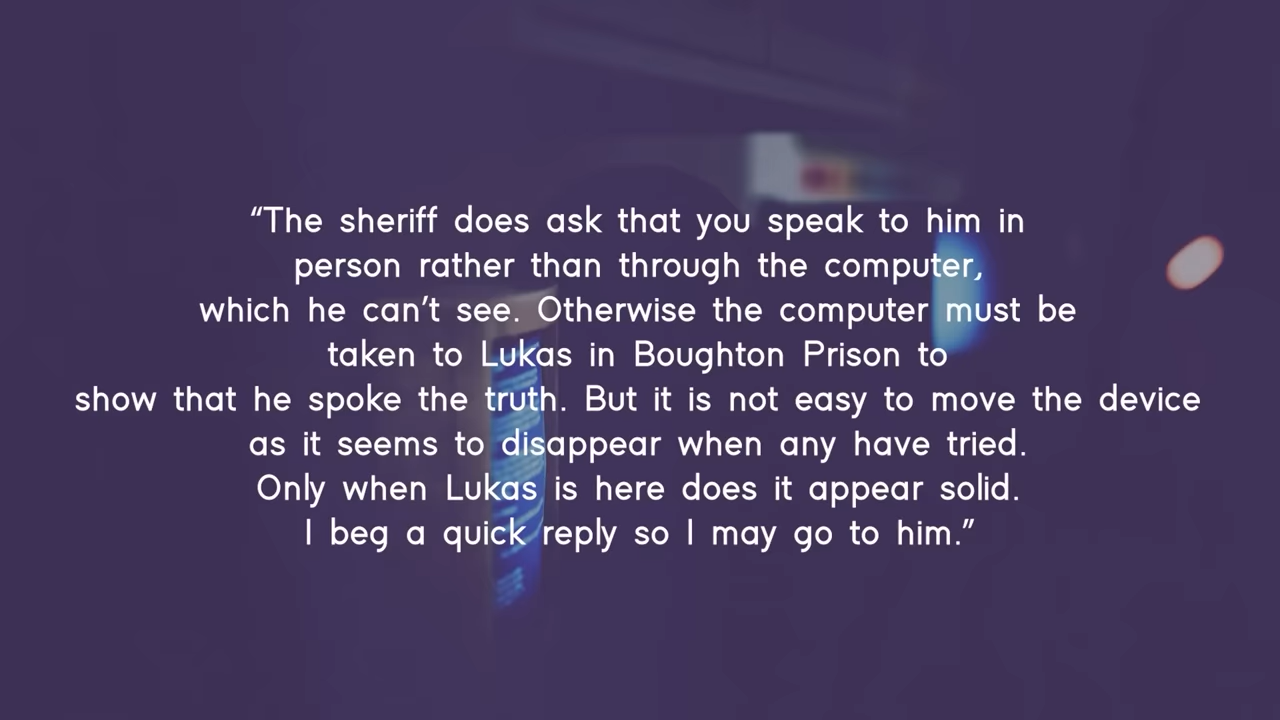 “The sheriff does ask that you speak to him in
person rather than through the computer,
which he can’t see. Otherwise the computer must be
taken to Lukas in Boughton Prison to
show that he spoke the truth. But it is not easy to move the device
as it seems to disappear when any have tried.
Only when Lukas is here does it appear solid.
I beg a quick reply so I may go to him.”